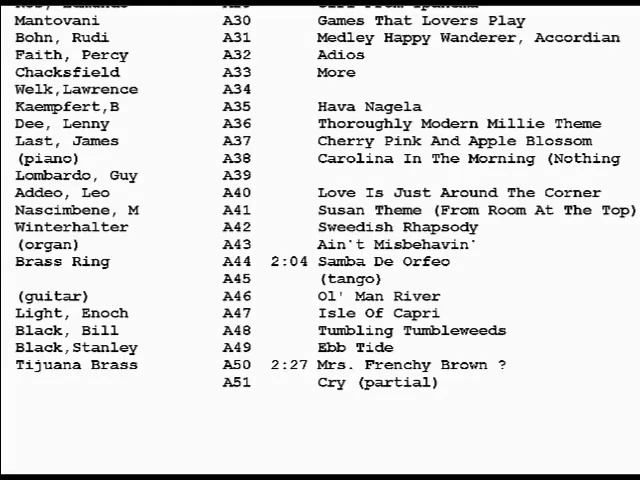 Mantovani A30 Games That Lovers Play
Bohn, Rudi A31 Medley Happy Wanderer, Accordian
Faith, Percy A32 Adios
Chacksfield A33 More
Welk,Lawrence A34
Kaempfert,B A35 Hava Nagela
Dee, Lenny A36 Thoroughly Modern Millie Theme
Last, James A37 Cherry Pink And Apple Blossom
(piano) A38 Carolina In The Morning (Nothing
Lombardo, Guy A39
Addeo, Leo A40 Love Is Just Around The Corner
Nascimbene, M A41 Susan Theme (From Room At The Top)
Winterhalter A42 Swedish Rhapsody
(organ) A43 Ain't Misbehavin'
Brass Ring A44 2:04 Samba De Orfeo
A45 (tango)
(guitar) A46 Ol' Man River
Light, Enoch A47 Isle Of Capri
Black, Bill A48 Tumbling Tumbleweeds
Black,Stanley A49 Ebb Tide
Tijuana Brass A50 2:27 Mrs. Frenchy Brown ?
A51 Cry (partial)